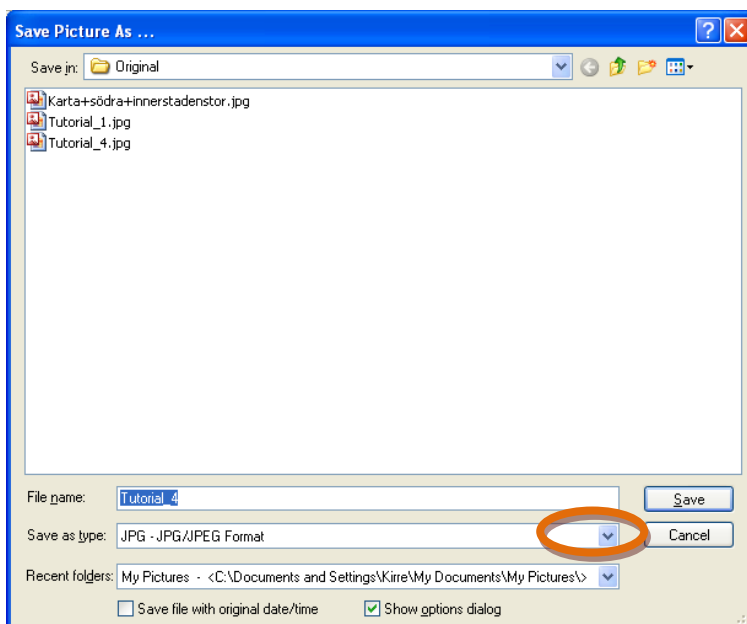 Save Picture As ...
Save in: Original
Karta+södra+innerstadenstor.jpg
Tutorial_1.jpg
Tutorial_4.jpg
File name: Tutorial_4 Save
Save as type: JPG - JPG/JPEG Format Cancel
Recent folders: My Pictures - <C:\Documents and Settings\Kirre\My Documents\My Pictures\>
Save file with original date/time Show options dialog